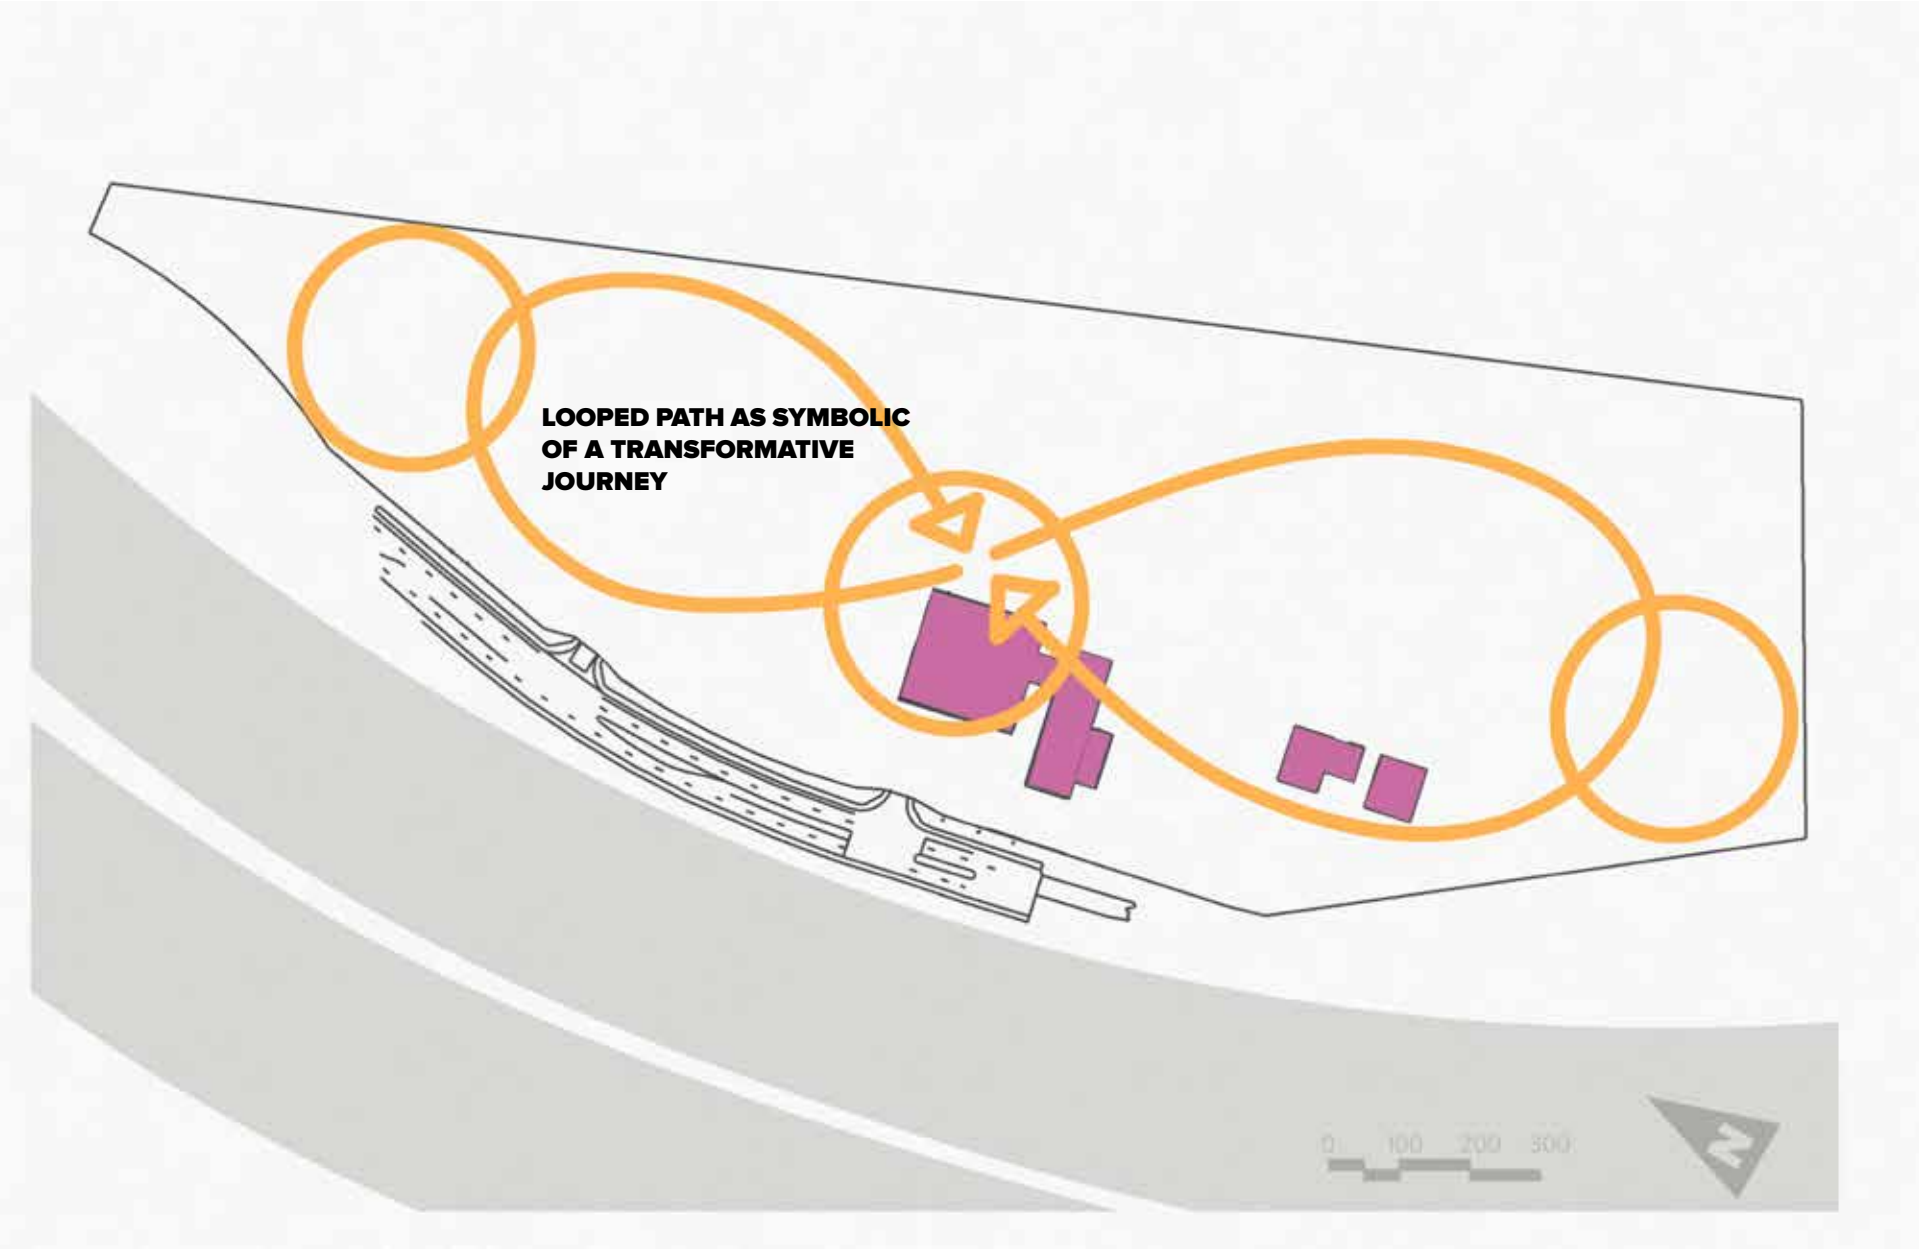 LOOPED PATH AS SYMBOLIC
OF A TRANSFORMATIVE
JOURNEY
0 100 200 300
N